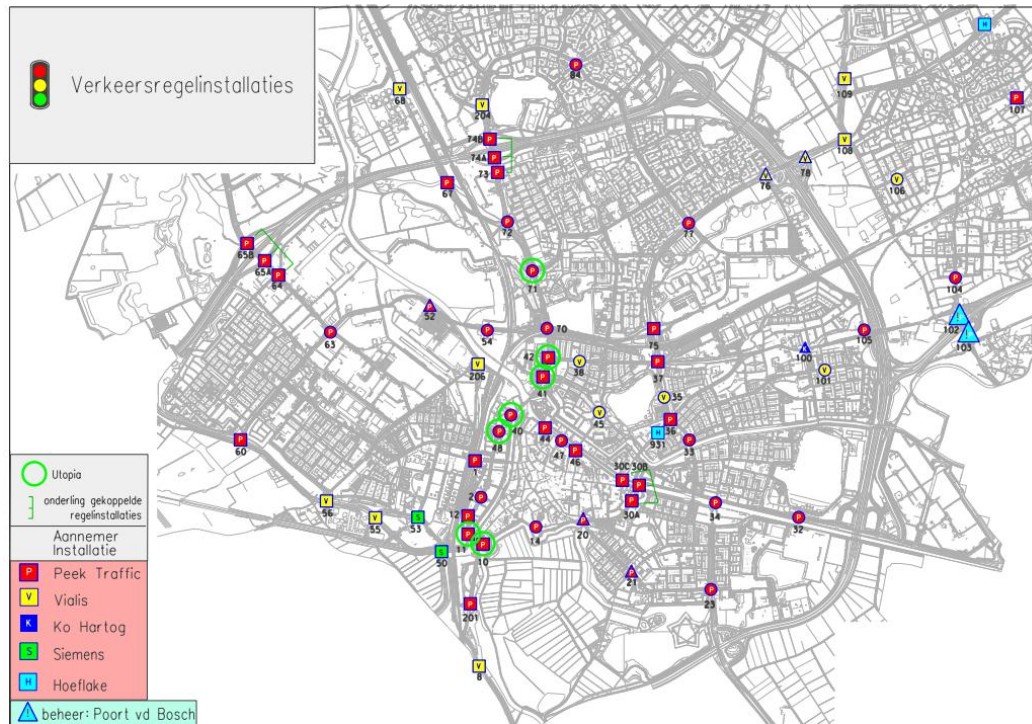 Verkeersregelinstallaties
H
P
84
V
68
V
204
V
109
P
107
P
74B
P
74A
P
73
V
108
V
78
V
76
V
106
P
67
P
72
P
77
P
65B
P
65A
P
64
P
71
P
104
P
52
102
103
P
63
P
54
P
70
P
75
P
105
K
100
P
42
V
38
V
206
P
37
V
101
P
41
V
35
P
40
V
45
P
36
P
48
P
44
H
931
P
33
P
60
P
47
P
46
P
1
Utopia
onderling gekoppelde
regelinstallaties
Aannemer
Installatie
P Peek Traffic
V Vialis
K Ko Hartog
S Siemens
H Hoeflake
! beheer: Poort vd Bosch
30C 30B
P
P
P
30A
P
2
V
56
P
34
P
12
V
55
S
53
P
32
P
20
P
14
P
11
P
10
S
50
P
21
P
23
P
201
V
8